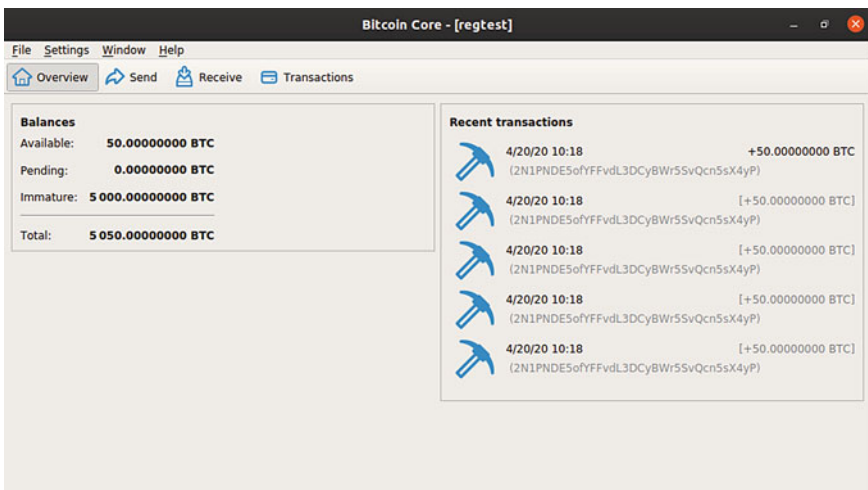 Bitcoin Core - [regtest]
File Settings Window Help
Overview Send Receive Transactions
Balances
Available: 50.00000000 BTC
Pending: 0.00000000 BTC
Immature: 5 000.00000000 BTC
Total: 5 050.00000000 BTC
Recent transactions
4/20/20 10:18 +50.00000000 BTC
(2N1PNDE5ofYFFvdL3DCyBWr5SvQcn5sX4yP)
4/20/20 10:18 [+50.00000000 BTC]
(2N1PNDE5ofYFFvdL3DCyBWr5SvQcn5sX4yP)
4/20/20 10:18 [+50.00000000 BTC]
(2N1PNDE5ofYFFvdL3DCyBWr5SvQcn5sX4yP)
4/20/20 10:18 [+50.00000000 BTC]
(2N1PNDE5ofYFFvdL3DCyBWr5SvQcn5sX4yP)
4/20/20 10:18 [+50.00000000 BTC]
(2N1PNDE5ofYFFvdL3DCyBWr5SvQcn5sX4yP)